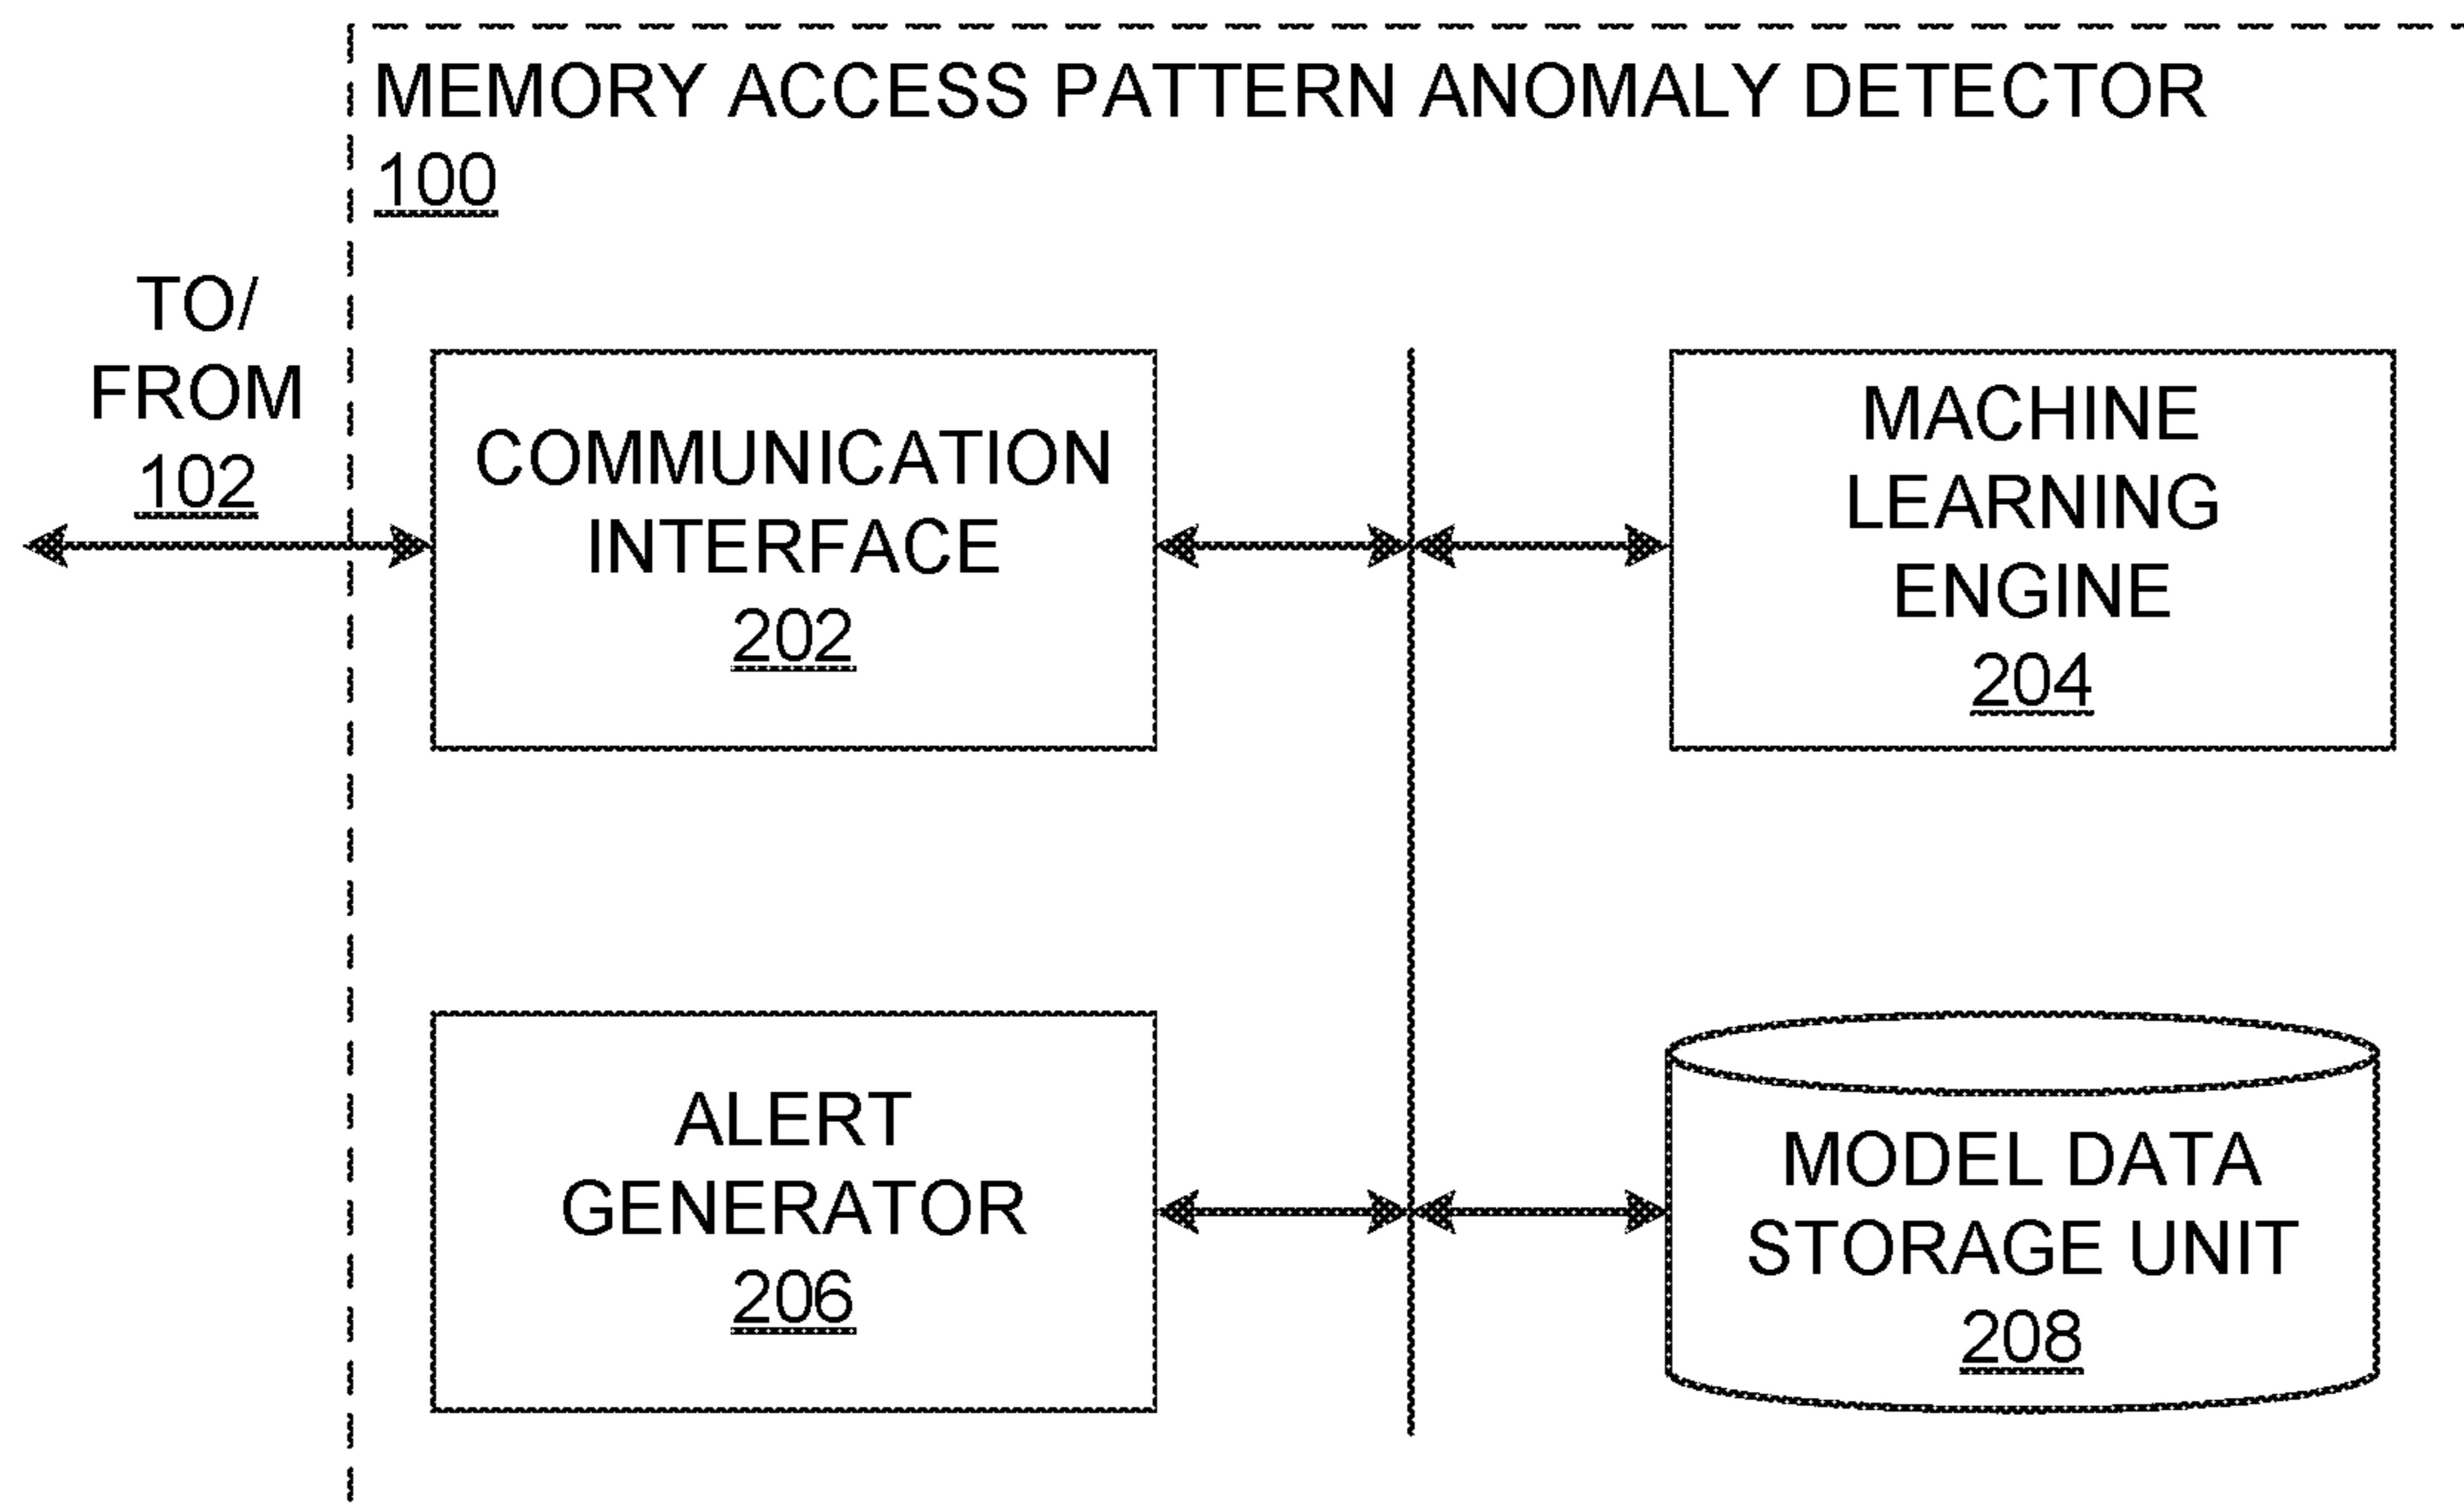 MEMORY ACCESS PATTERN ANOMALY DETECTOR
100
TO/
FROM
102
COMMUNICATION
INTERFACE
202
MACHINE
LEARNING
ENGINE
204
ALERT
GENERATOR
206
MODEL DATA
STORAGE UNIT
208